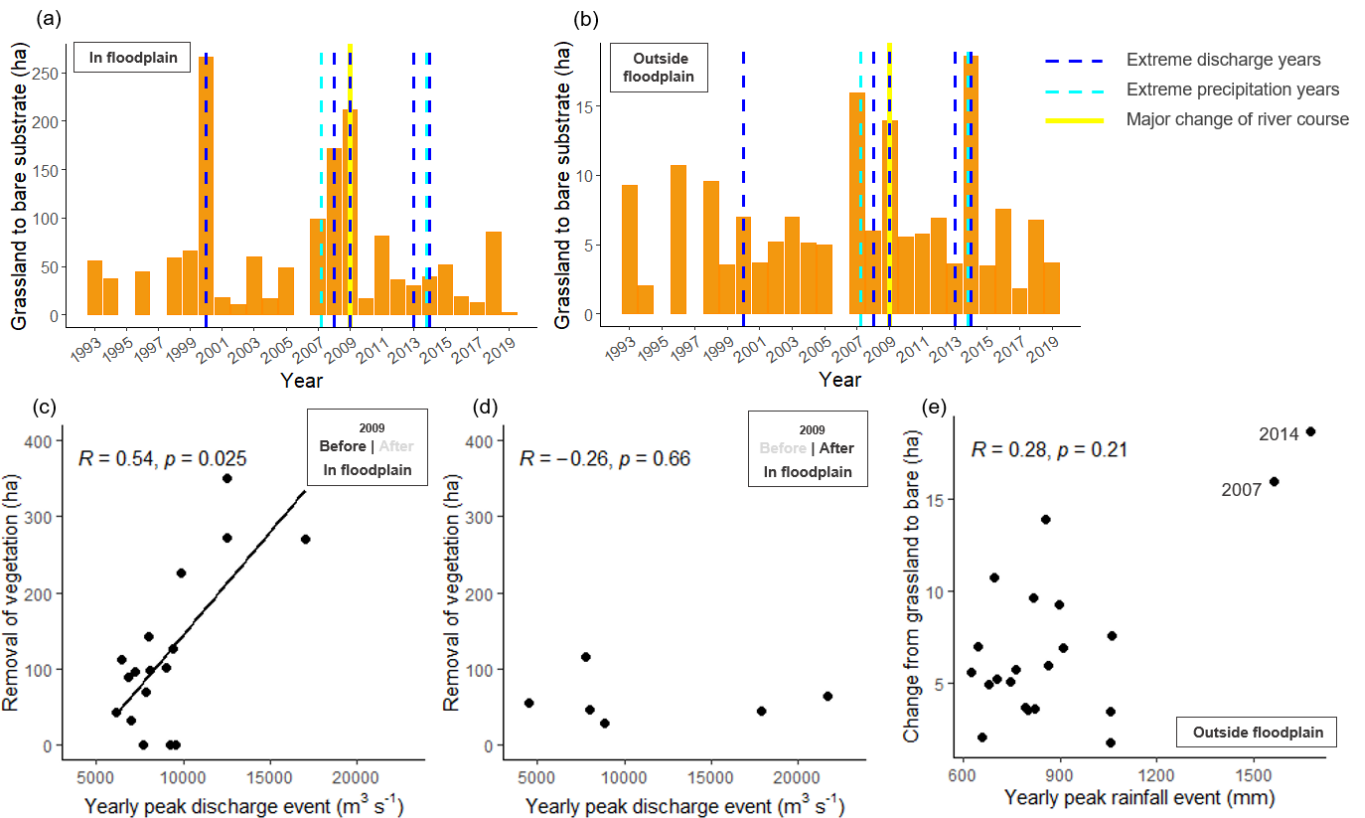 (a)
In floodplain
Grassland to bare substrate (ha)
250
200
150
100
50
0
1993
1995
1997
1999
2001
2003
2005
2007
2009
2011
2013
2015
2017
2019
Year
(b)
Outside
floodplain
Grassland to bare substrate (ha)
15
10
5
0
1993
1995
1997
1999
2001
2003
2005
2007
2009
2011
2013
2015
2017
2019
Year
Extreme discharge years
Extreme precipitation years
Major change of river course
(c)
2009
Before | After
In floodplain
R = 0.54, p = 0.025
Removal of vegetation (ha)
400
300
200
100
0
5000
10000
15000
20000
Yearly peak discharge event (m³ s⁻¹)
(d)
2009
Before | After
In floodplain
R = −0.26, p = 0.66
Removal of vegetation (ha)
400
300
200
100
0
5000
10000
15000
20000
Yearly peak discharge event (m³ s⁻¹)
(e)
R = 0.28, p = 0.21
2014
2007
Change from grassland to bare (ha)
15
10
5
Outside floodplain
600
900
1200
1500
Yearly peak rainfall event (mm)